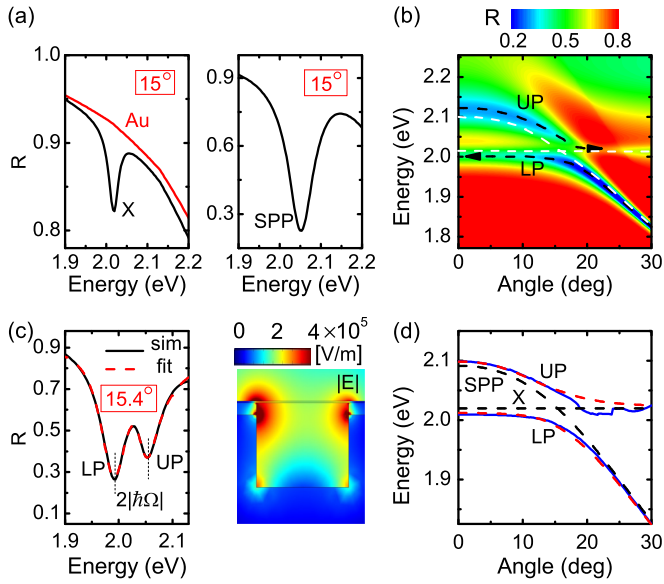 (a)
1.0
0.9
0.8
R
15°
Au
X
1.9 2.0 2.1 2.2
Energy (eV)
0.9
0.6
0.3
15°
SPP
1.9 2.0 2.1 2.2
Energy (eV)
(b)
R
0.2 0.5 0.8
2.2
2.1
2.0
1.9
1.8
Energy (eV)
UP
LP
0 10 20 30
Angle (deg)
(c)
0.9
0.7
0.5
0.3
0.1
R
sim
fit
15.4°
LP
UP
2|ℏΩ|
1.9 2.0 2.1
Energy (eV)
0 2 4×10⁵
[V/m]
|E|
(d)
2.1
2.0
1.9
Energy (eV)
UP
SPP
X
LP
0 10 20 30
Angle (deg)